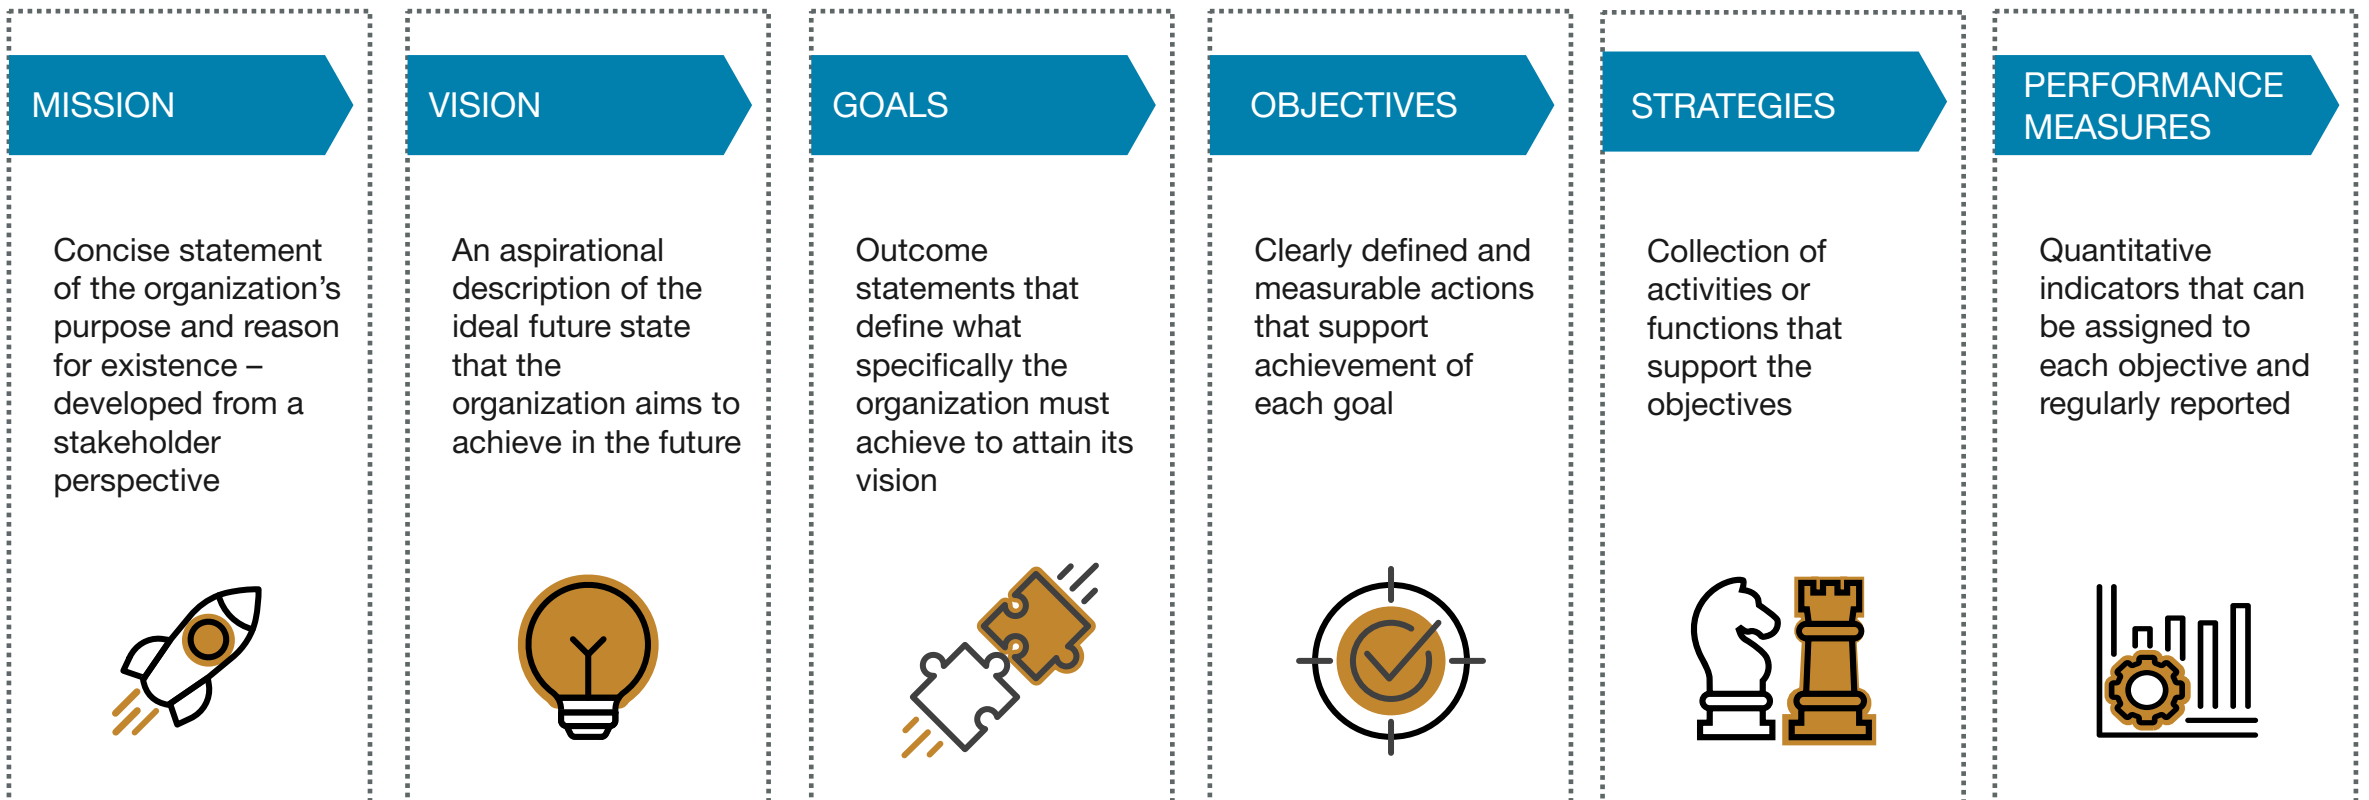 MISSION
Concise statement
of the organization’s
purpose and reason
for existence –
developed from a
stakeholder
perspective
VISION
An aspirational
description of the
ideal future state
that the
organization aims to
achieve in the future
GOALS
Outcome
statements that
define what
specifically the
organization must
achieve to attain its
vision
OBJECTIVES
Clearly defined and
measurable actions
that support
achievement of
each goal
STRATEGIES
Collection of
activities or
functions that
support the
objectives
PERFORMANCE
MEASURES
Quantitative
indicators that can
be assigned to
each objective and
regularly reported